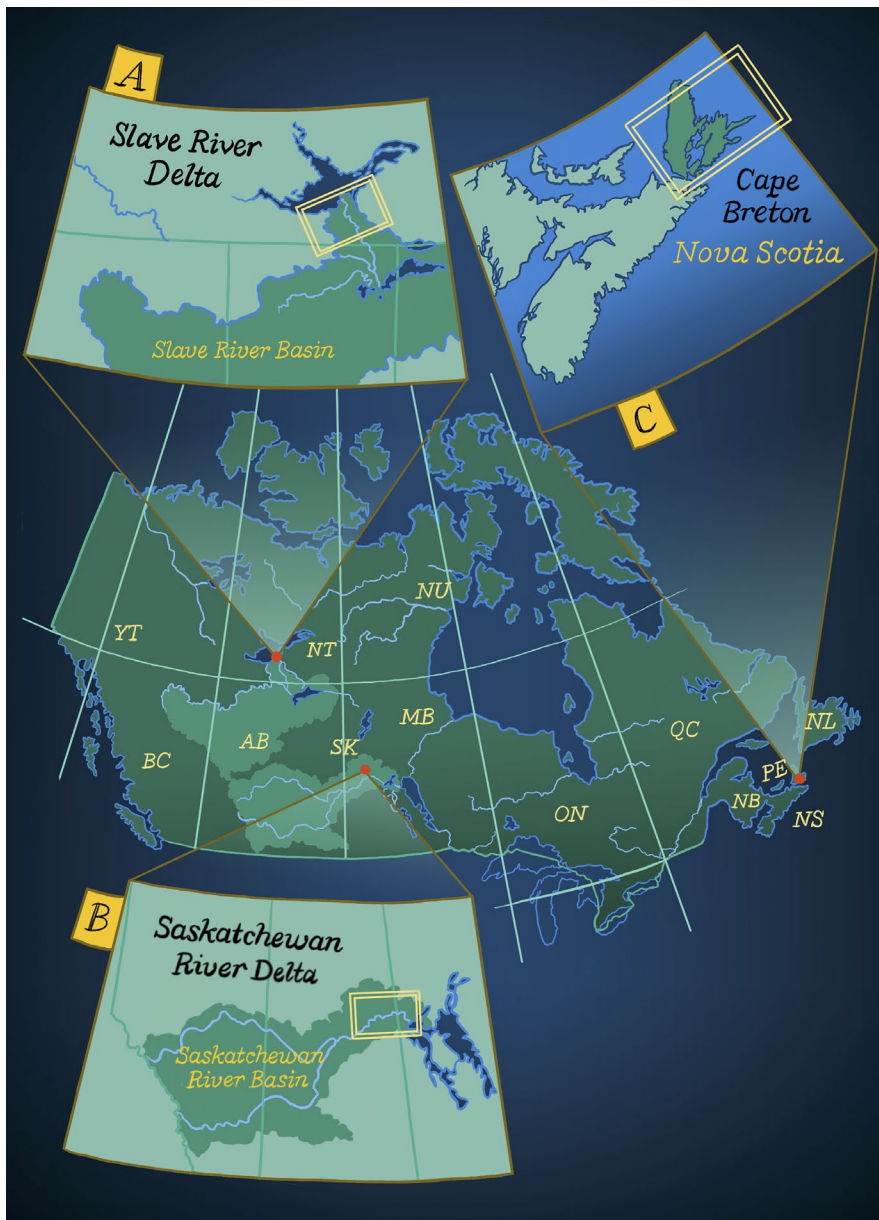 A
Slave River
Delta
Slave River Basin
Cape
Breton
Nova Scotia
C
YT
NT
NU
BC
AB
SK
MB
ON
QC
NL
PE
NB
NS
B
Saskatchewan
River Delta
Saskatchewan
River Basin